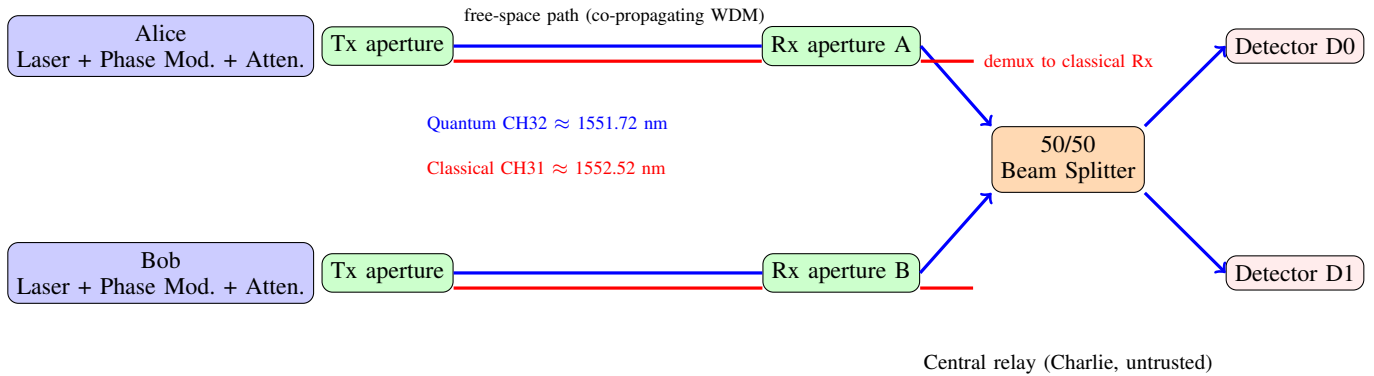 free-space path (co-propagating WDM)
Alice
Laser + Phase Mod. + Atten.
Tx aperture
Rx aperture A
demux to classical Rx
Detector D0
Quantum CH32 ≈ 1551.72 nm
Classical CH31 ≈ 1552.52 nm
50/50
Beam Splitter
Bob
Laser + Phase Mod. + Atten.
Tx aperture
Rx aperture B
Detector D1
Central relay (Charlie, untrusted)